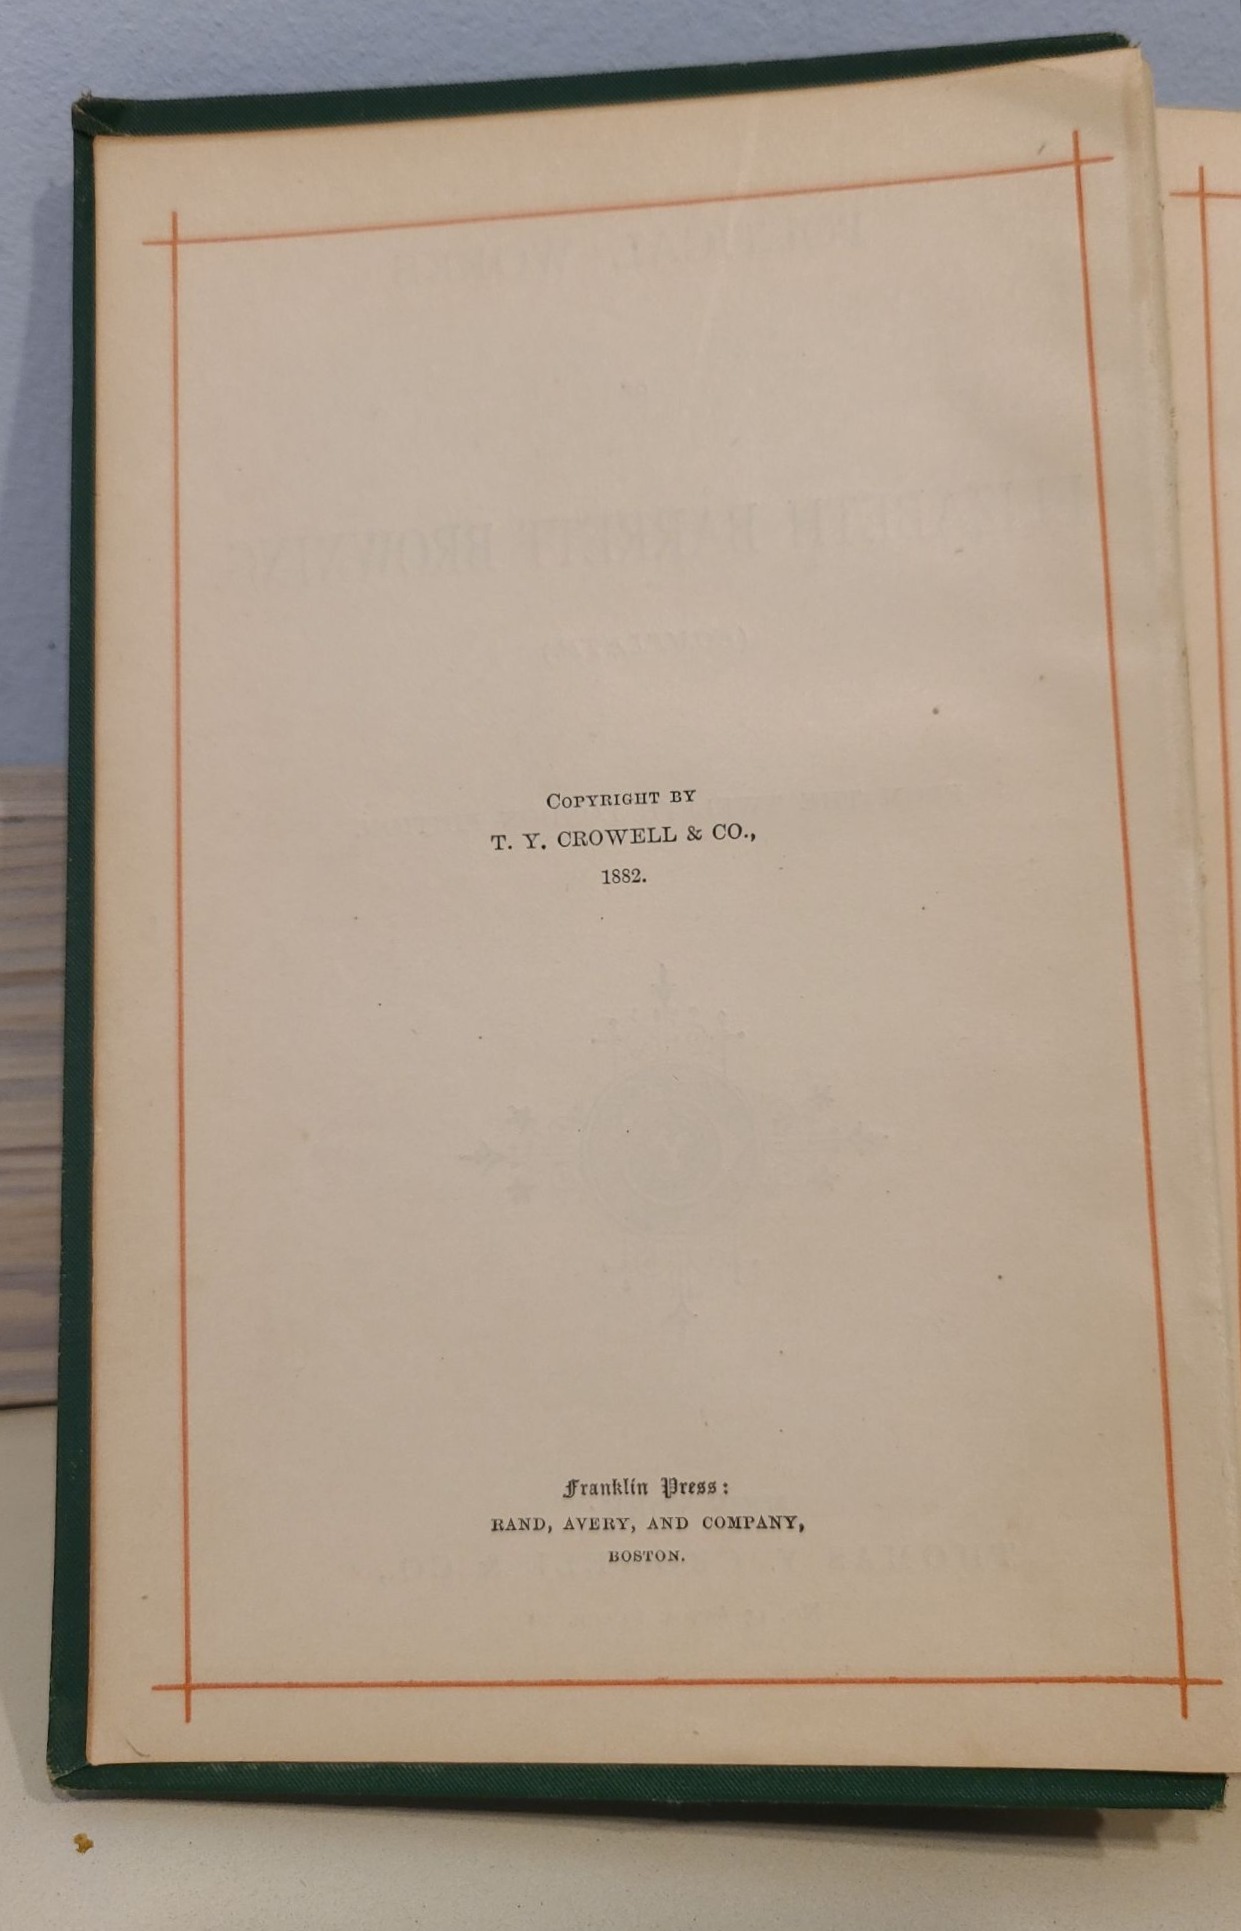 COPYRIGHT BY
T. Y. CROWELL & CO.,
1882.
Franklin Press:
RAND, AVERY, AND COMPANY,
BOSTON.